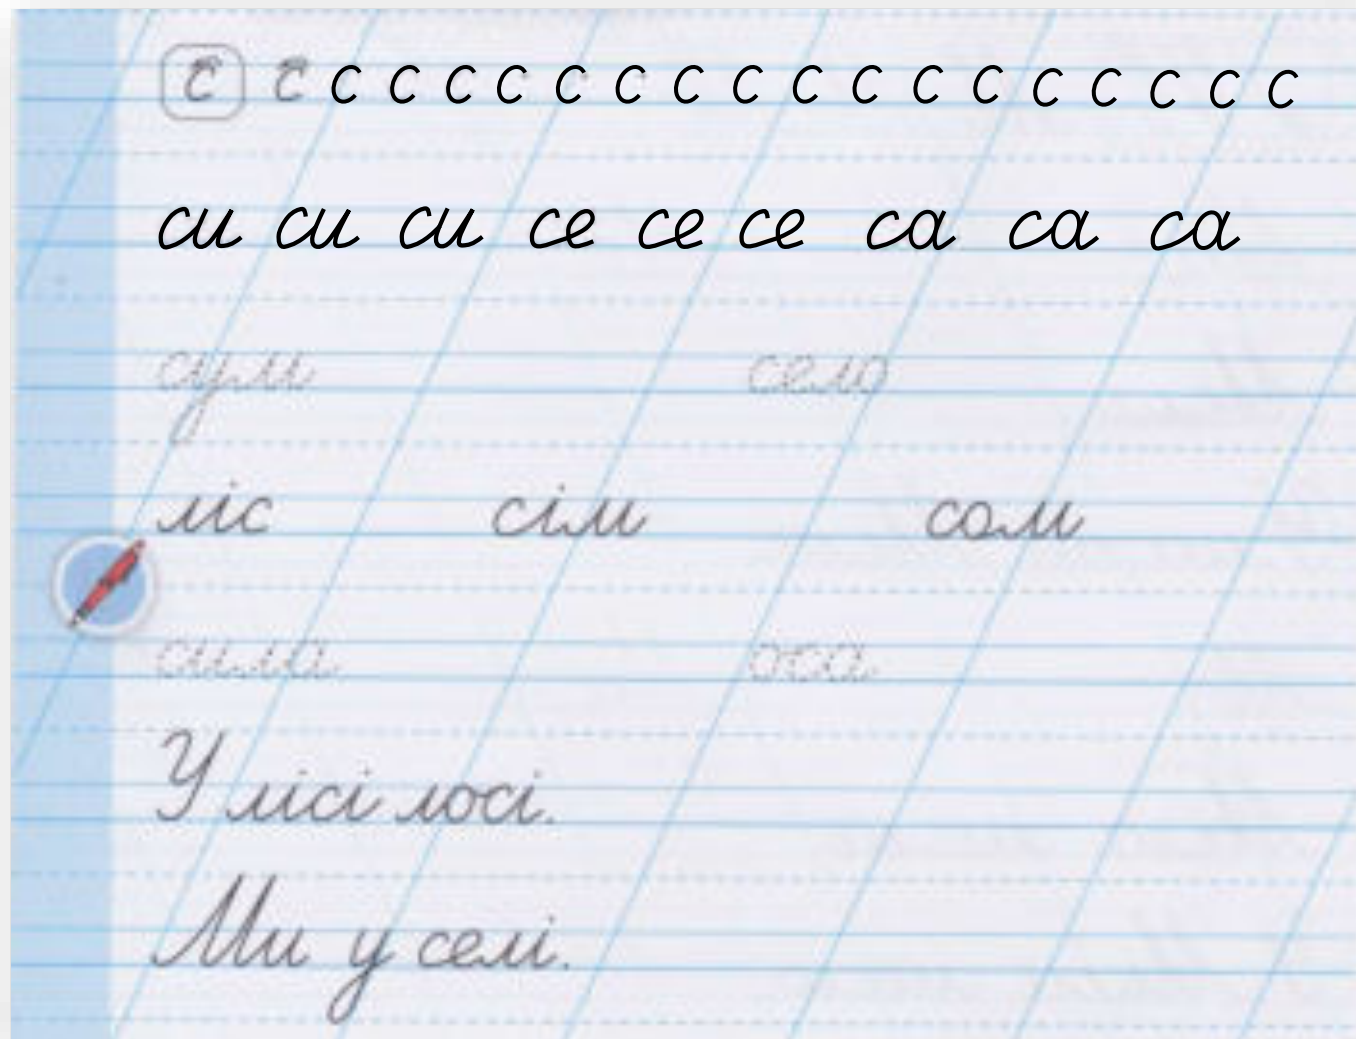 с с с с с с с с с с с с с с с с с с с
си си си се се се са са са
сум село
ліс сім сом
сила оса
У лісі лосі.
Ми у селі.